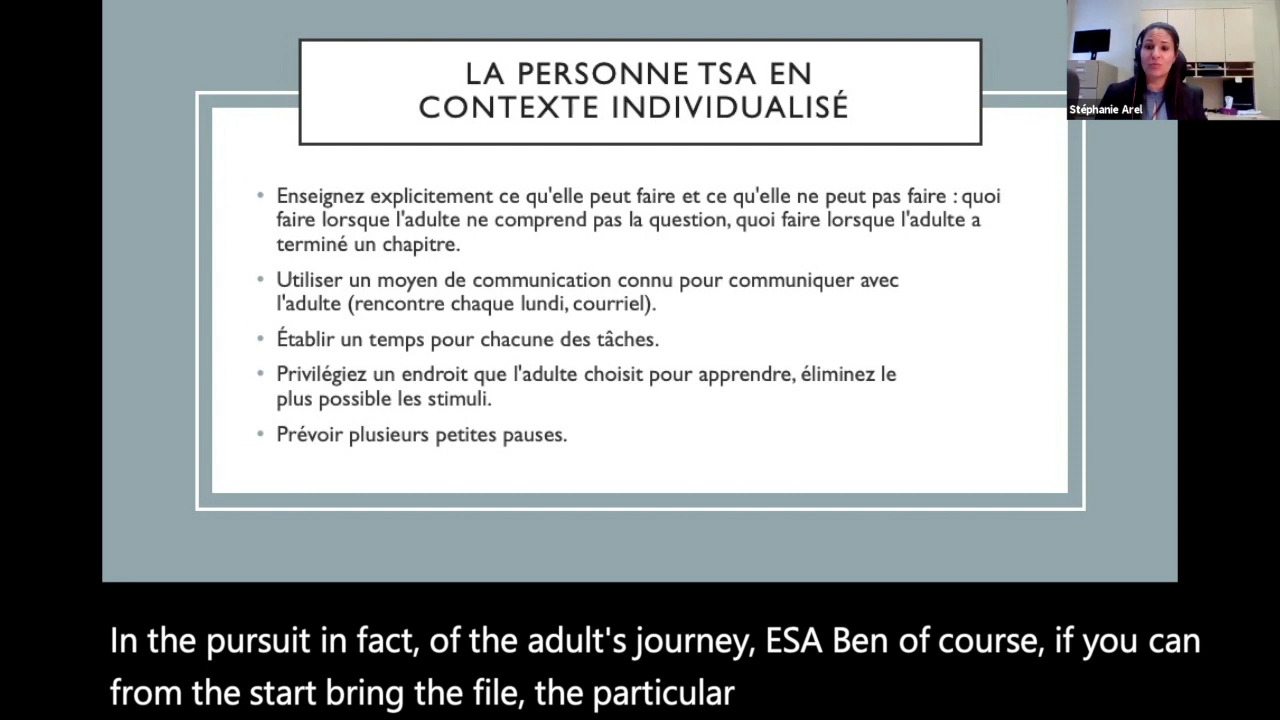 LA PERSONNE TSA EN
CONTEXTE INDIVIDUALISÉ
Stéphanie Arel
• Enseignez explicitement ce qu'elle peut faire et ce qu'elle ne peut pas faire : quoi
faire lorsque l'adulte ne comprend pas la question, quoi faire lorsque l'adulte a
terminé un chapitre.
• Utiliser un moyen de communication connu pour communiquer avec
l'adulte (rencontre chaque lundi, courriel).
• Établir un temps pour chacune des tâches.
• Privilégiez un endroit que l'adulte choisit pour apprendre, éliminez le
plus possible les stimuli.
• Prévoir plusieurs petites pauses.
In the pursuit in fact, of the adult's journey, ESA Ben of course, if you can
from the start bring the file, the particular